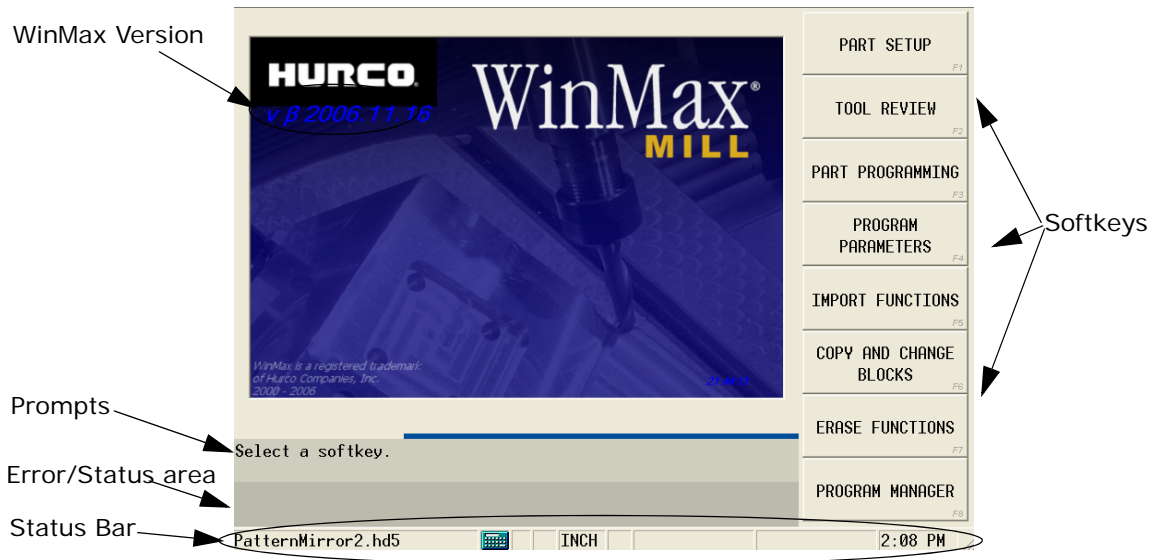 WinMax Version
HURCO
v β 2006.11.16
WinMax®
MILL
WinMax is a registered trademark
of Hurco Companies, Inc.
2000 - 2006
PART SETUP
F1
TOOL REVIEW
F2
PART PROGRAMMING
F3
PROGRAM
PARAMETERS
F4
IMPORT FUNCTIONS
F5
COPY AND CHANGE
BLOCKS
F6
ERASE FUNCTIONS
F7
PROGRAM MANAGER
F8
Softkeys
Prompts
Select a softkey.
Error/Status area
Status Bar
PatternMirror2.hd5
INCH
2:08 PM